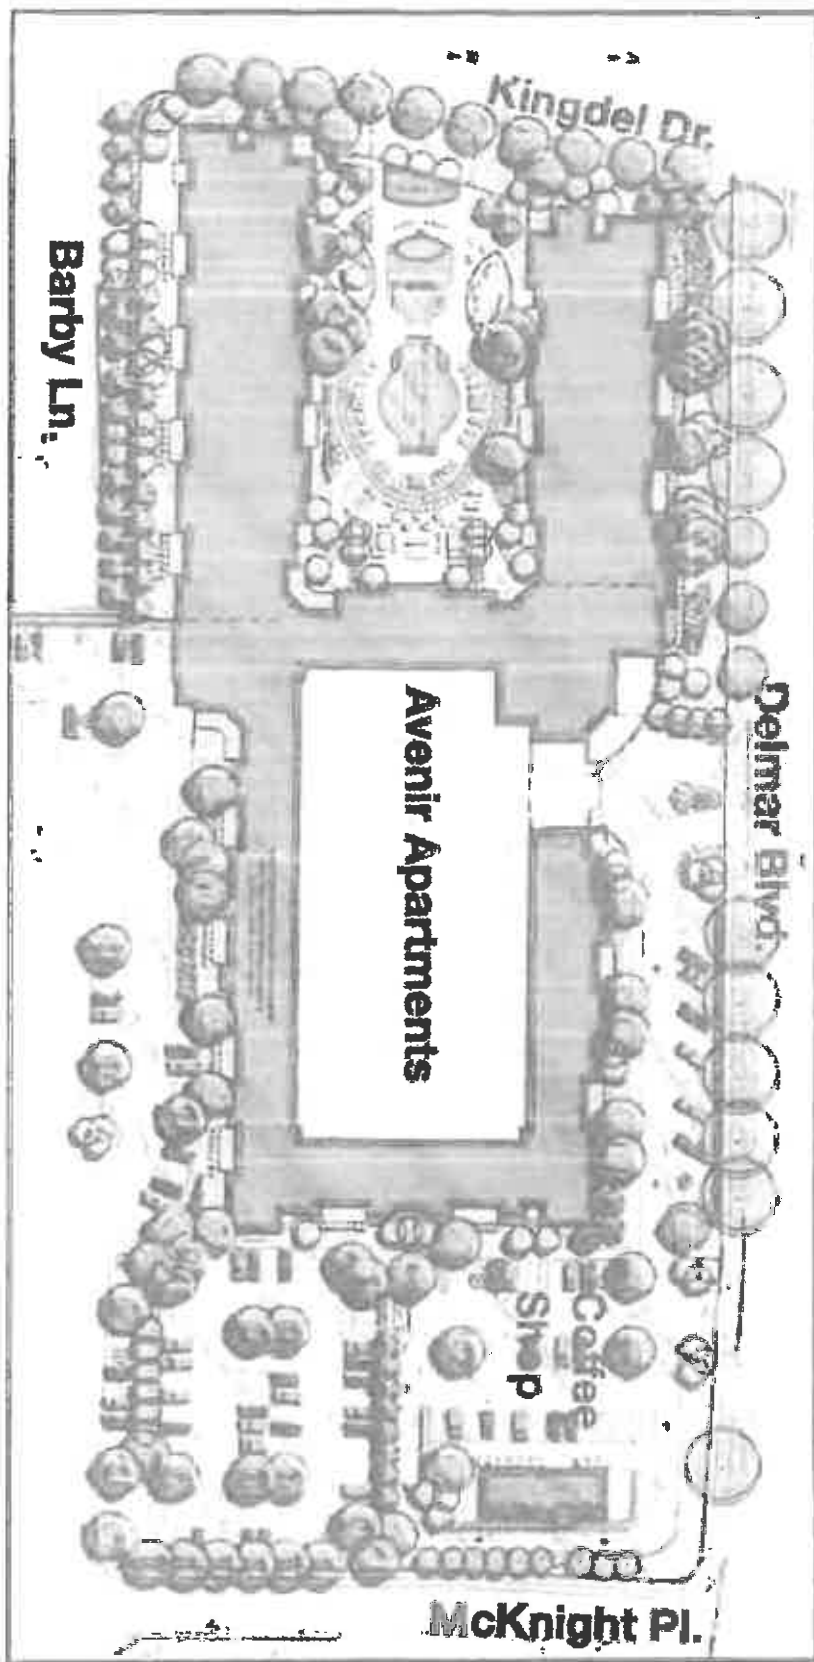 Kingdel Dr.
Barby Ln.
Delmar Blvd.
Avenir Apartments
Coffee
Shop
McKnight Pl.